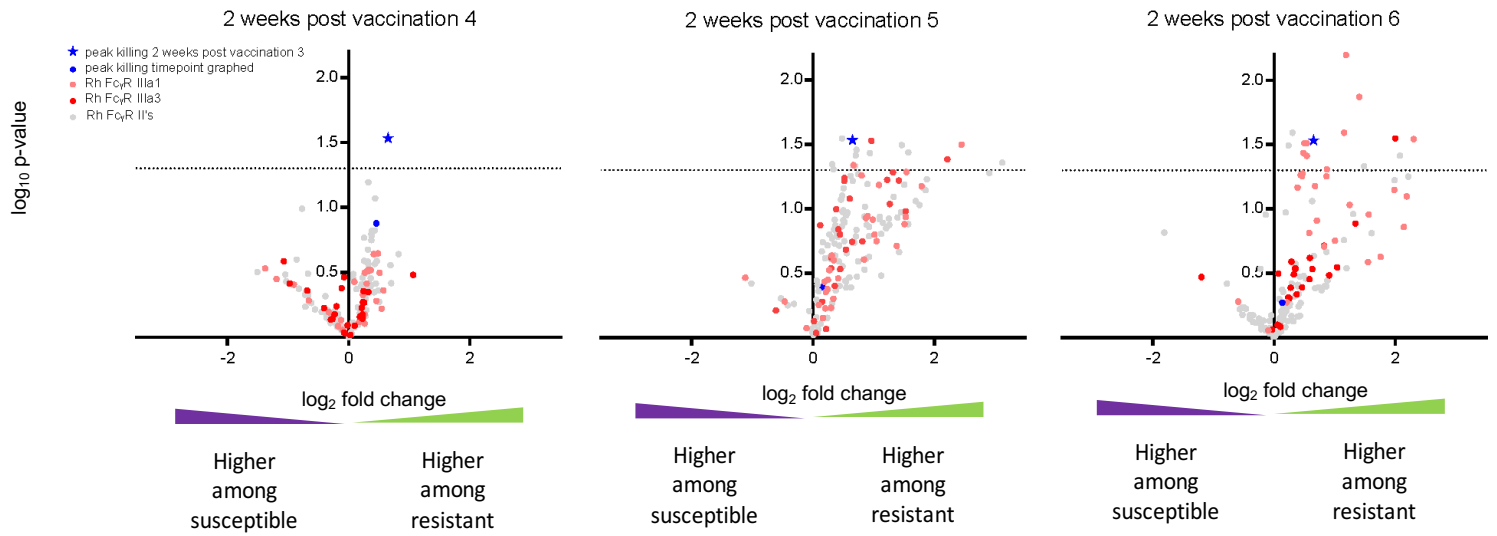 2 weeks post vaccination 4
2 weeks post vaccination 5
2 weeks post vaccination 6
peak killing 2 weeks post vaccination 3
peak killing timepoint graphed
Rh FcγR IIIa1
Rh FcγR IIIa3
Rh FcγR II's
log₁₀ p-value
2.0
1.5
1.0
0.5
-2
0
2
2.0
1.5
1.0
0.5
-2
0
2
2.0
1.5
1.0
0.5
-2
0
2
log₂ fold change
log₂ fold change
log₂ fold change
Higher
among
susceptible
Higher
among
resistant
Higher
among
susceptible
Higher
among
resistant
Higher
among
susceptible
Higher
among
resistant